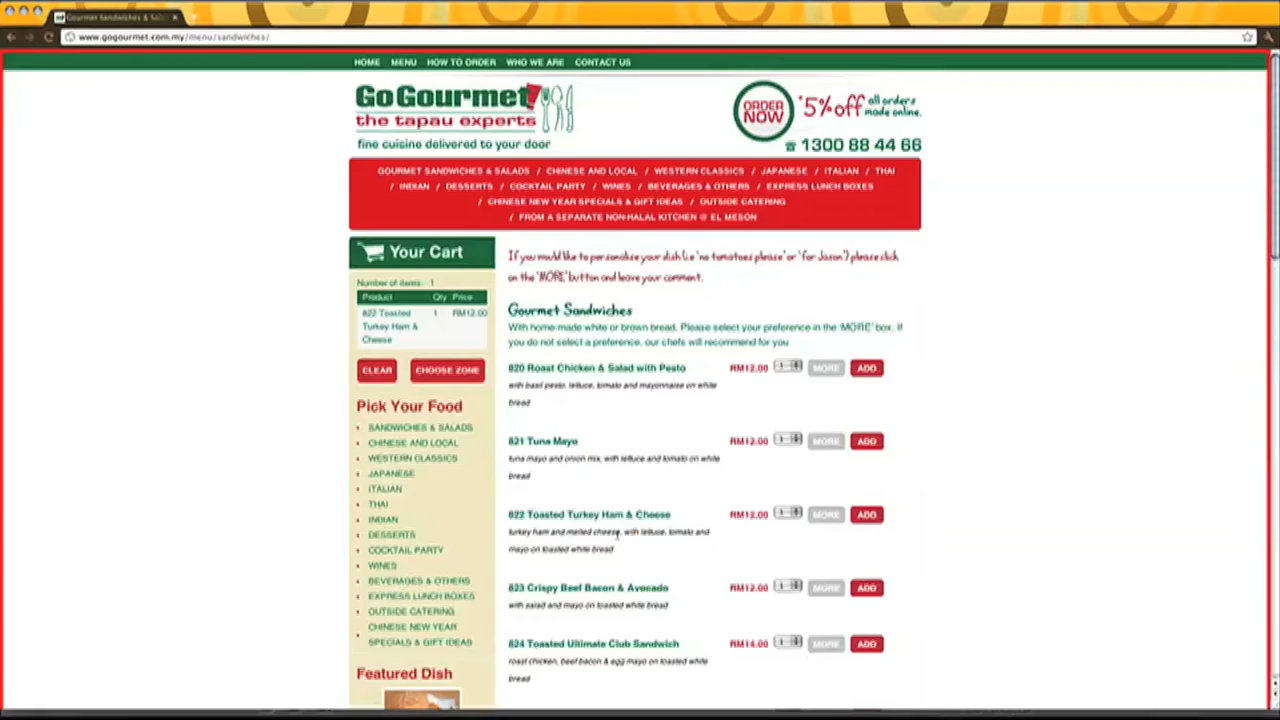 Gourmet Sandwiches & Sala
www.gogourmet.com.my/menu/sandwiches/
HOME MENU HOW TO ORDER WHO WE ARE CONTACT US
GoGourmet
the tapau experts
fine cuisine delivered to your door
ORDER NOW
*5% off all orders made online.
1300 88 44 66
GOURMET SANDWICHES & SALADS / CHINESE AND LOCAL / WESTERN CLASSICS / JAPANESE / ITALIAN / THAI
/ INDIAN / DESSERTS / COCKTAIL PARTY / WINES / BEVERAGES & OTHERS / EXPRESS LUNCH BOXES
/ CHINESE NEW YEAR SPECIALS & GIFT IDEAS / OUTSIDE CATERING
/ FROM A SEPARATE NON-HALAL KITCHEN @ EL MESON
Your Cart
Number of items: 1
Product Qty Price
822 Toasted 1 RM12.00
Turkey Ham &
Cheese
CLEAR CHOOSE ZONE
Pick Your Food
SANDWICHES & SALADS
CHINESE AND LOCAL
WESTERN CLASSICS
JAPANESE
ITALIAN
THAI
INDIAN
DESSERTS
COCKTAIL PARTY
WINES
BEVERAGES & OTHERS
EXPRESS LUNCH BOXES
OUTSIDE CATERING
CHINESE NEW YEAR
SPECIALS & GIFT IDEAS
Featured Dish
If you would like to personalise your dish (i.e 'no tomatoes please' or 'for Jason') please click
on the 'MORE' button and leave your comment.
Gourmet Sandwiches
With home-made white or brown bread. Please select your preference in the 'MORE' box. If
you do not select a preference, our chefs will recommend for you
820 Roast Chicken & Salad with Pesto RM12.00 1 MORE ADD
with basil pesto, lettuce, tomato and mayonnaise on white
bread
821 Tuna Mayo RM12.00 1 MORE ADD
tuna mayo and onion mix, with lettuce and tomato on white
bread
822 Toasted Turkey Ham & Cheese RM12.00 1 MORE ADD
turkey ham and melted cheese, with lettuce, tomato and
mayo on toasted white bread
823 Crispy Beef Bacon & Avocado RM12.00 1 MORE ADD
with salad and mayo on toasted white bread
824 Toasted Ultimate Club Sandwich RM14.00 1 MORE ADD
roast chicken, beef bacon & egg mayo on toasted white
bread